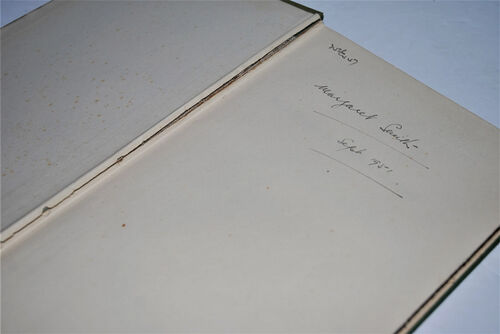 Margaret Smith
Sept 1951